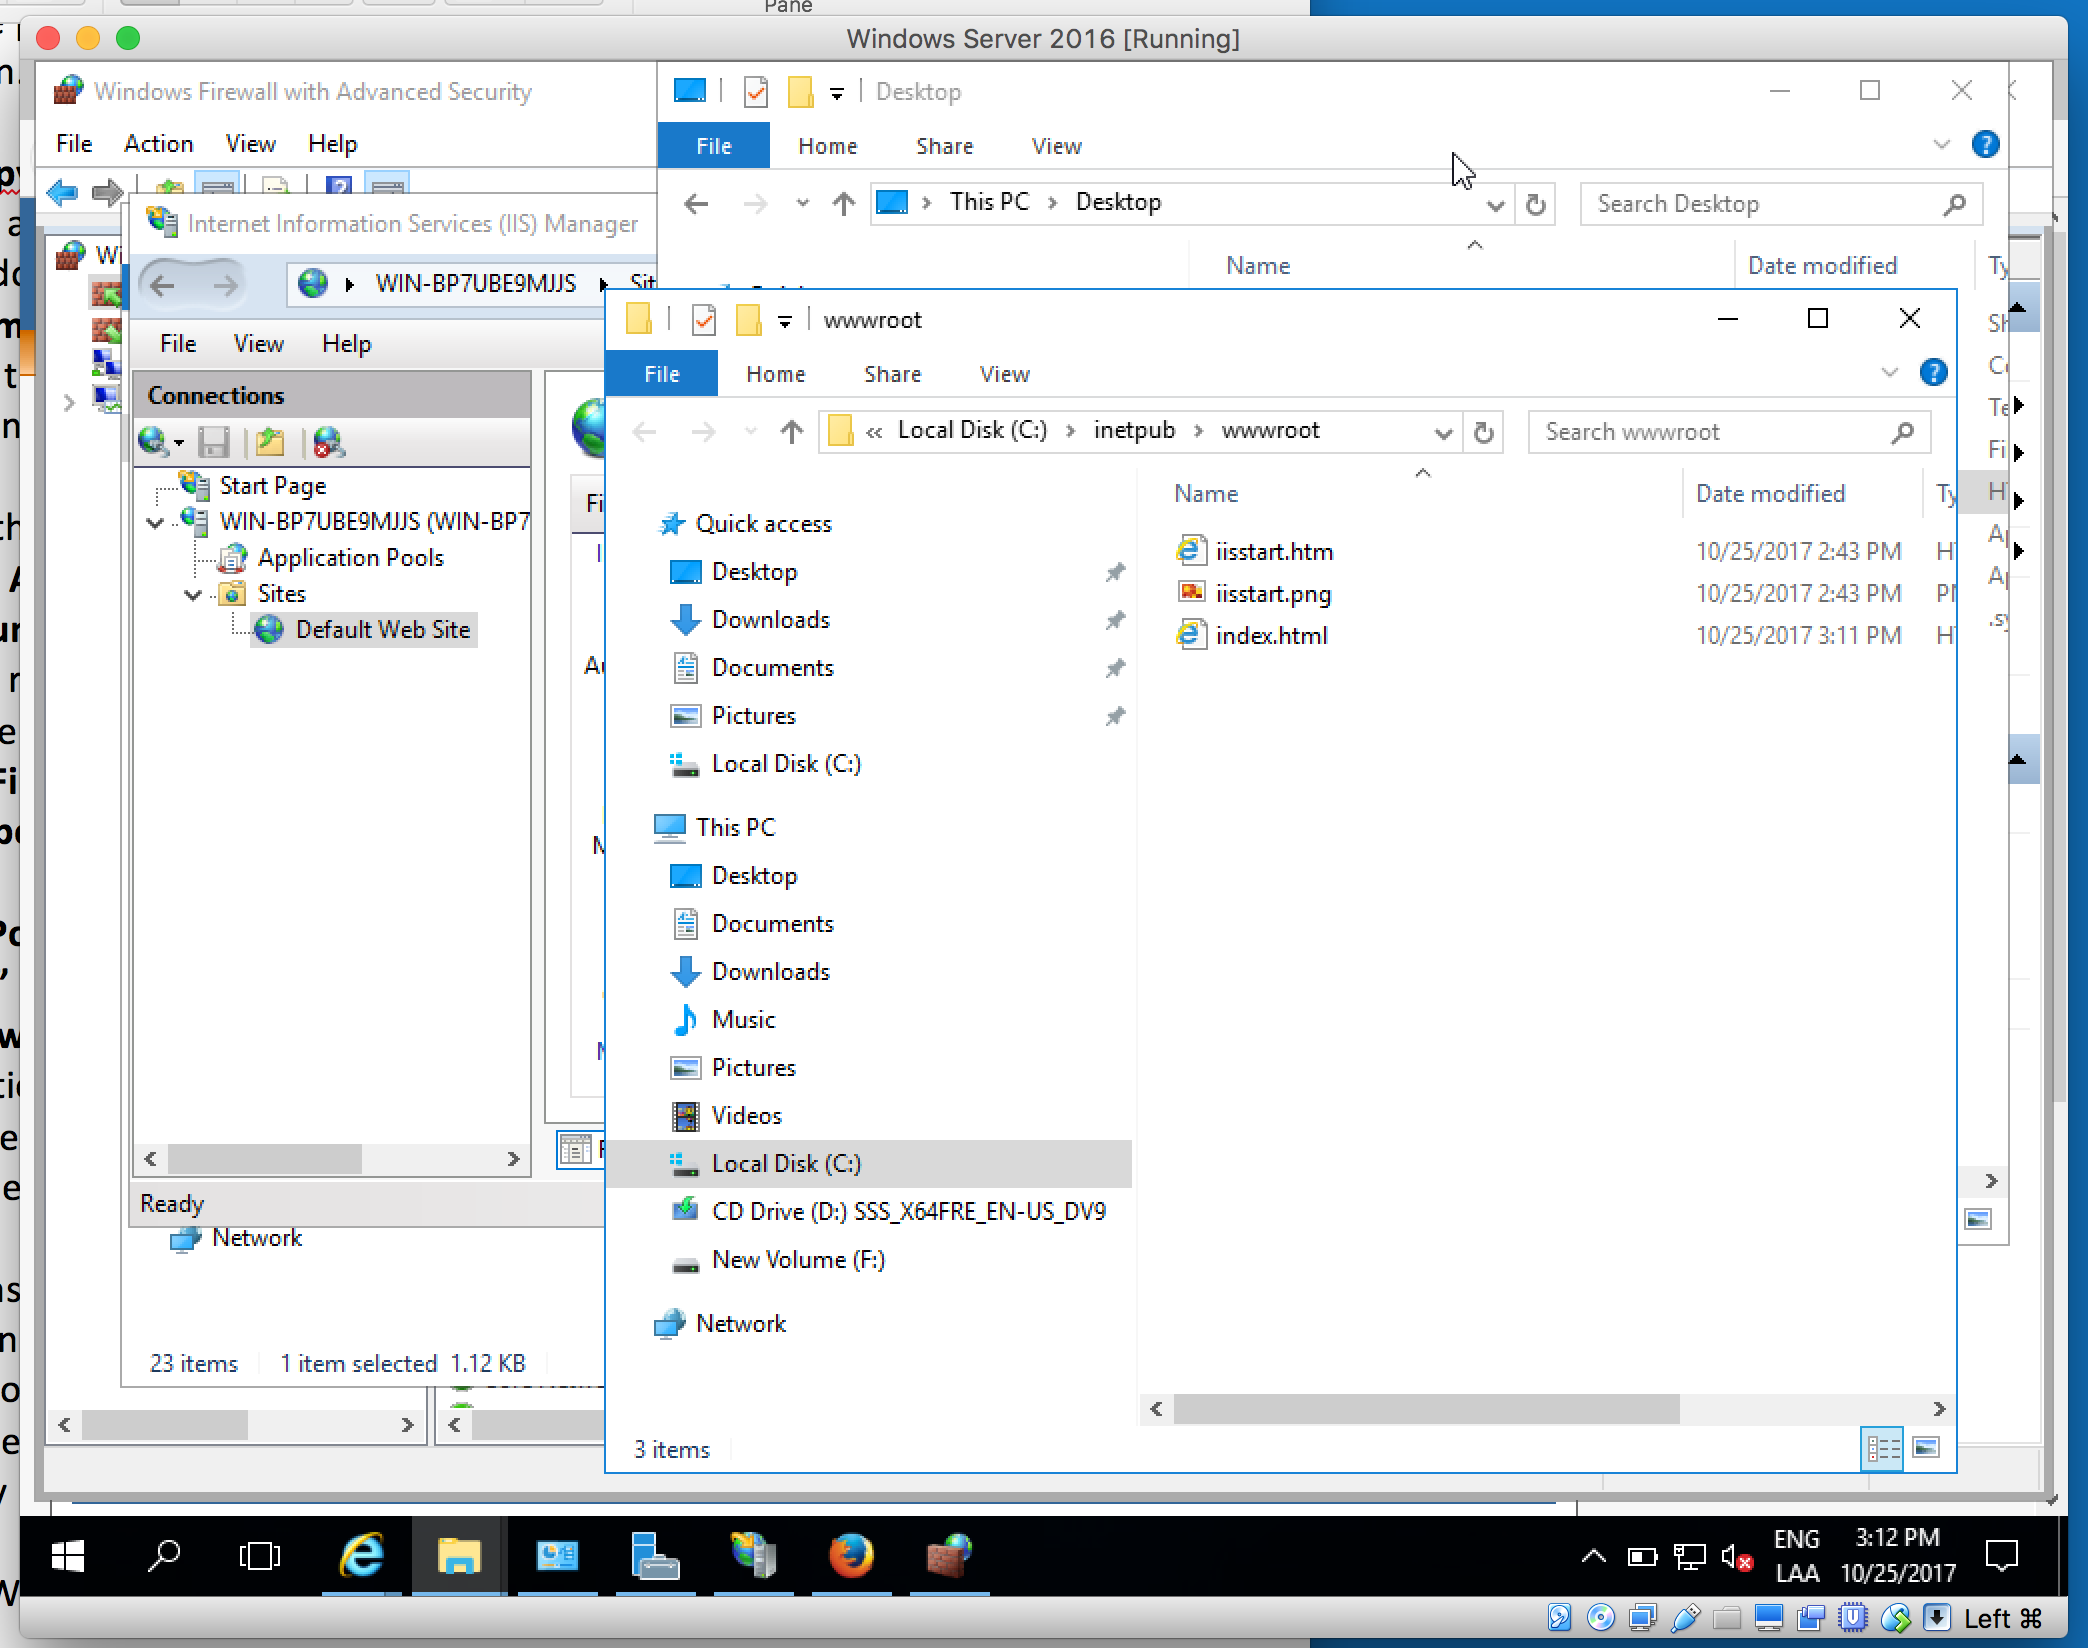 Pane
Windows Server 2016 [Running]
Windows Firewall with Advanced Security
File Action View Help
Desktop
File Home Share View
This PC > Desktop
Search Desktop
Name Date modified
Internet Information Services (IIS) Manager
WIN-BP7UBE9MJJS
File View Help
Connections
Start Page
WIN-BP7UBE9MJJS (WIN-BP7
Application Pools
Sites
Default Web Site
Ready
Network
23 items 1 item selected 1.12 KB
wwwroot
File Home Share View
« Local Disk (C:) > inetpub > wwwroot
Search wwwroot
Name Date modified
Quick access
Desktop
Downloads
Documents
Pictures
Local Disk (C:)
This PC
Desktop
Documents
Downloads
Music
Pictures
Videos
Local Disk (C:)
CD Drive (D:) SSS_X64FRE_EN-US_DV9
New Volume (F:)
Network
iisstart.htm 10/25/2017 2:43 PM
iisstart.png 10/25/2017 2:43 PM
index.html 10/25/2017 3:11 PM
3 items
ENG
LAA
3:12 PM
10/25/2017
Left ⌘